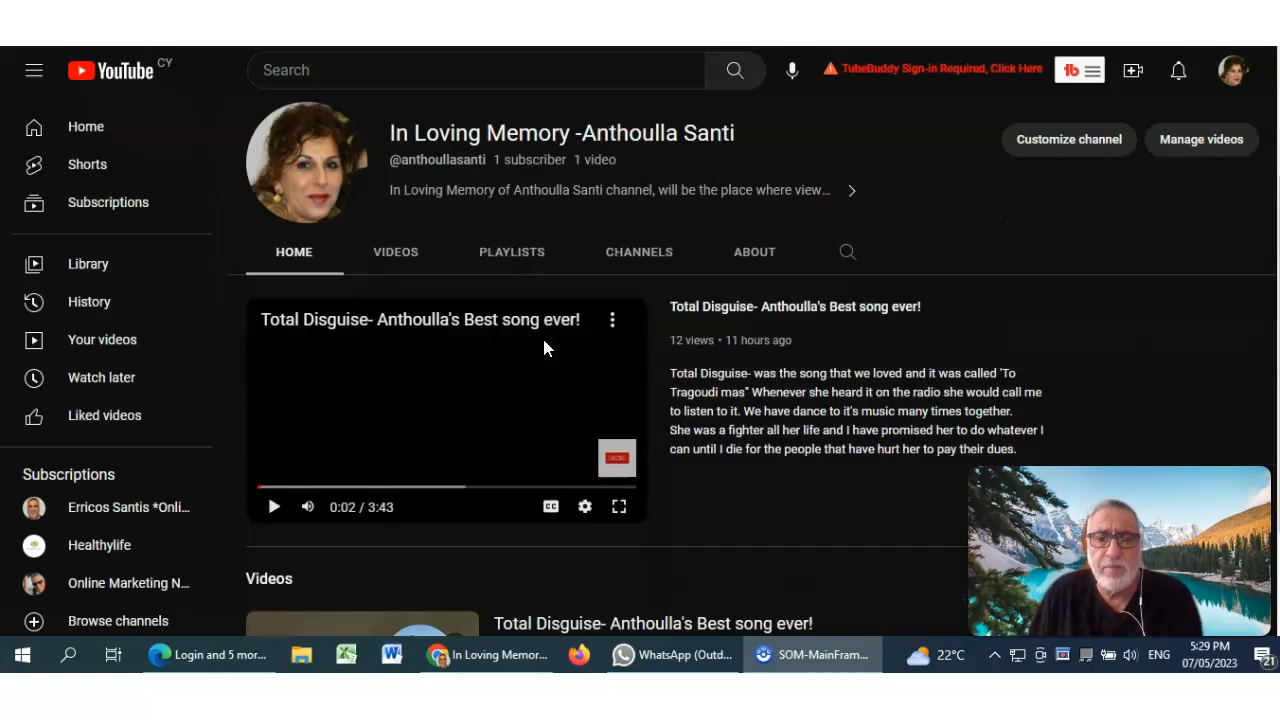 YouTube CY
Search
TubeBuddy Sign-in Required, Click Here
tb
Home
Shorts
Subscriptions
Library
History
Your videos
Watch later
Liked videos
Subscriptions
Erricos Santis *Onli...
Healthylife
Online Marketing N...
Browse channels
In Loving Memory -Anthoulla Santi
@anthoullasanti 1 subscriber 1 video
In Loving Memory of Anthoulla Santi channel, will be the place where view...
Customize channel
Manage videos
HOME VIDEOS PLAYLISTS CHANNELS ABOUT
Total Disguise- Anthoulla's Best song ever!
0:02 / 3:43
CC
Total Disguise- Anthoulla's Best song ever!
12 views • 11 hours ago
Total Disguise- was the song that we loved and it was called 'To
Tragoudi mas" Whenever she heard it on the radio she would call me
to listen to it. We have dance to it's music many times together.
She was a fighter all her life and I have promised her to do whatever I
can until I die for the people that have hurt her to pay their dues.
Videos
Total Disguise- Anthoulla's Best song ever!
Login and 5 mor...
In Loving Memor...
WhatsApp (Outd...
SOM-MainFram...
22°C
ENG
5:29 PM
07/05/2023
21